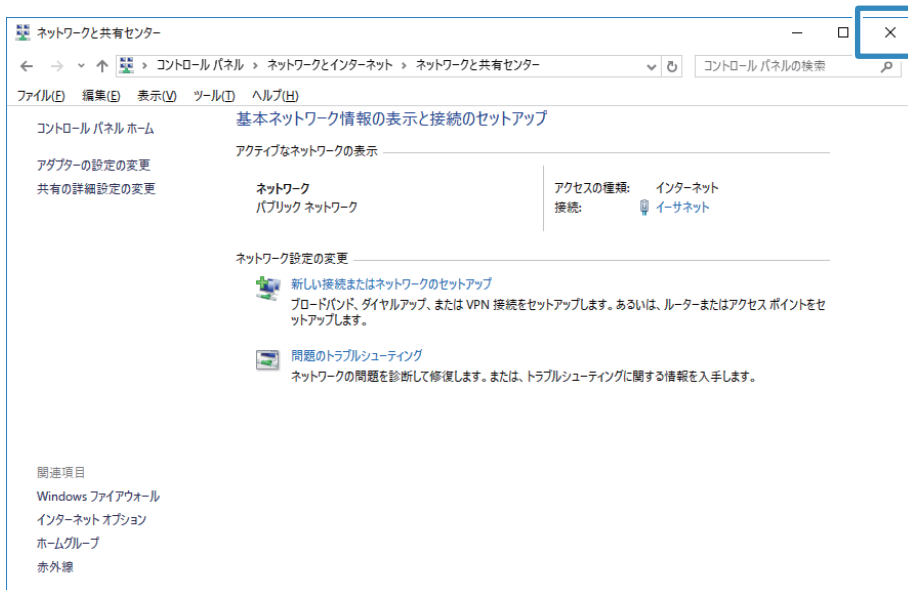 ネットワークと共有センター
コントロール パネル › ネットワークとインターネット › ネットワークと共有センター
コントロール パネルの検索
ファイル(F) 編集(E) 表示(V) ツール(T) ヘルプ(H)
コントロール パネル ホーム
アダプターの設定の変更
共有の詳細設定の変更
基本ネットワーク情報の表示と接続のセットアップ
アクティブなネットワークの表示
ネットワーク
パブリック ネットワーク
アクセスの種類: インターネット
接続: イーサネット
ネットワーク設定の変更
新しい接続またはネットワークのセットアップ
ブロードバンド、ダイヤルアップ、または VPN 接続をセットアップします。あるいは、ルーターまたはアクセス ポイントをセ
ットアップします。
問題のトラブルシューティング
ネットワークの問題を診断して修復します。または、トラブルシューティングに関する情報を入手します。
関連項目
Windows ファイアウォール
インターネット オプション
ホームグループ
赤外線